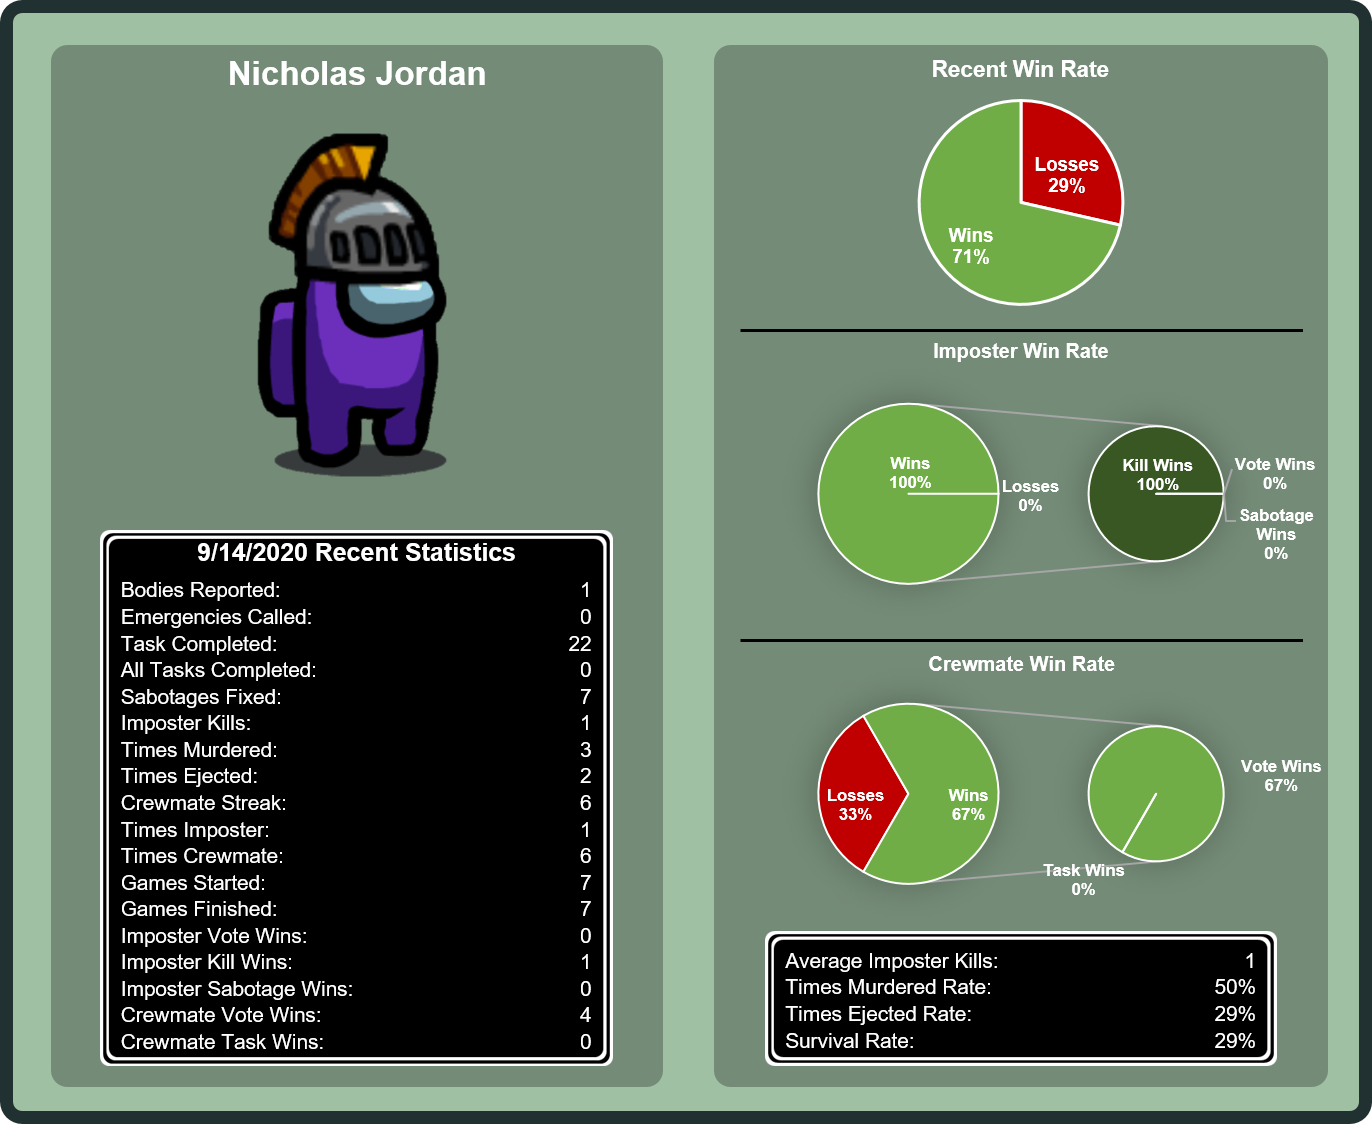 Nicholas Jordan
9/14/2020 Recent Statistics
Bodies Reported: 1
Emergencies Called: 0
Task Completed: 22
All Tasks Completed: 0
Sabotages Fixed: 7
Imposter Kills: 1
Times Murdered: 3
Times Ejected: 2
Crewmate Streak: 6
Times Imposter: 1
Times Crewmate: 6
Games Started: 7
Games Finished: 7
Imposter Vote Wins: 0
Imposter Kill Wins: 1
Imposter Sabotage Wins: 0
Crewmate Vote Wins: 4
Crewmate Task Wins: 0
Recent Win Rate
Losses
29%
Wins
71%
Imposter Win Rate
Wins
100%
Losses
0%
Kill Wins
100%
Vote Wins
0%
Sabotage
Wins
0%
Crewmate Win Rate
Losses
33%
Wins
67%
Vote Wins
67%
Task Wins
0%
Average Imposter Kills: 1
Times Murdered Rate: 50%
Times Ejected Rate: 29%
Survival Rate: 29%